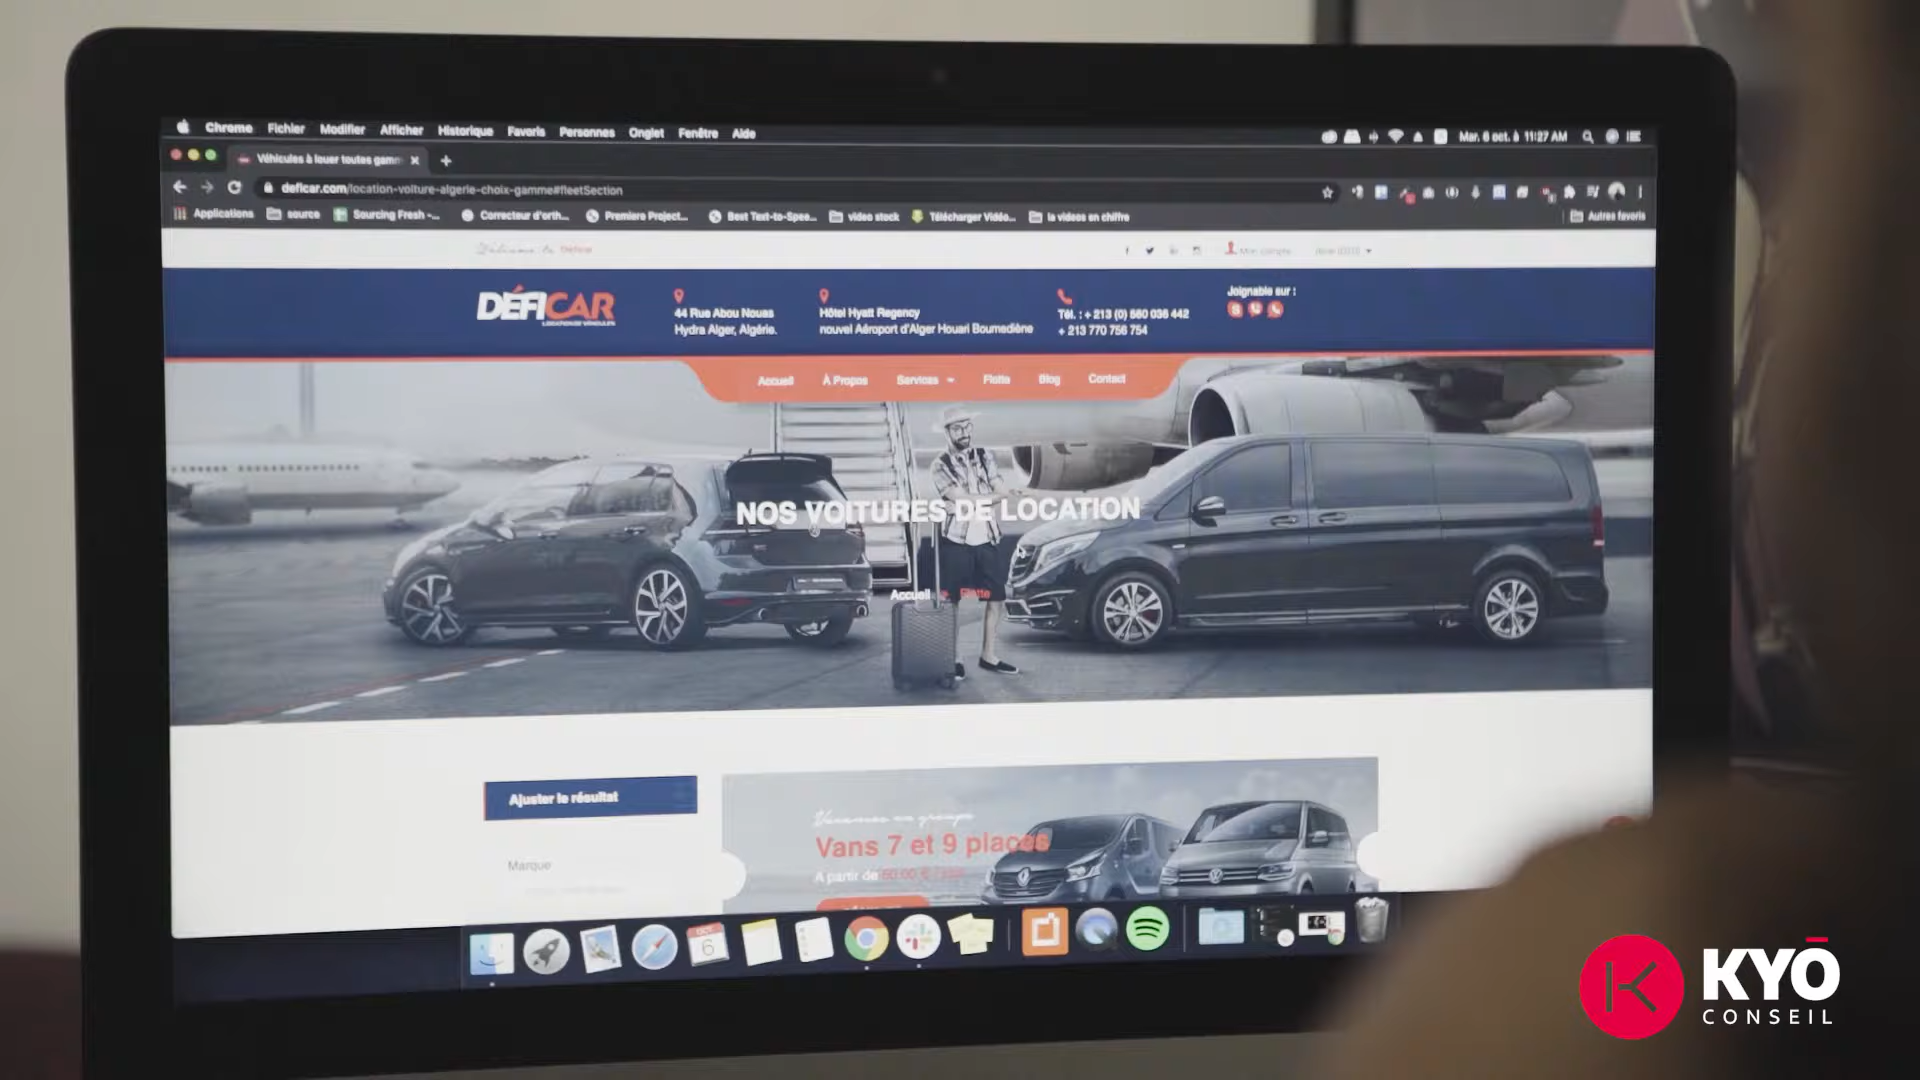 Chrome Fichier Modifier Afficher Historique Favoris Personnes Onglet Fenêtre Aide
Mar. 6 oct. à 11:27 AM
Véhicules à louer toutes gamm
deficar.com/location-voiture-algerie-choix-gamme#fleetSection
Applications source Sourcing Fresh -... Correcteur d'orth... Premiere Project... Best Text-to-Spee... video stock Télécharger Vidéo... la videos en chiffre Autres favoris
Déficar
Mon compte
DÉFICAR
LOCATION DE VÉHICULES
44 Rue Abou Nouas
Hydra Alger, Algérie.
Hôtel Hyatt Regency
nouvel Aéroport d'Alger Houari Boumediène
Tél. : + 213 (0) 560 036 442
+ 213 770 756 754
Joignable sur :
Accueil À Propos Services Flotte Blog Contact
NOS VOITURES DE LOCATION
Accueil Flotte
Ajuster le résultat
Marque
Vans 7 et 9 places
A partir de
OCT
6
KYŌ
CONSEIL